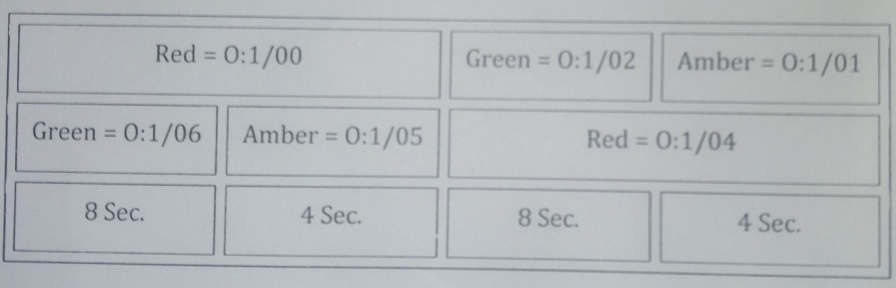 Red = O:1/00 Green = O:1/02 Amber = O:1/01
Green = O:1/06 Amber = O:1/05 Red = O:1/04
8 Sec. 4 Sec. 8 Sec. 4 Sec.